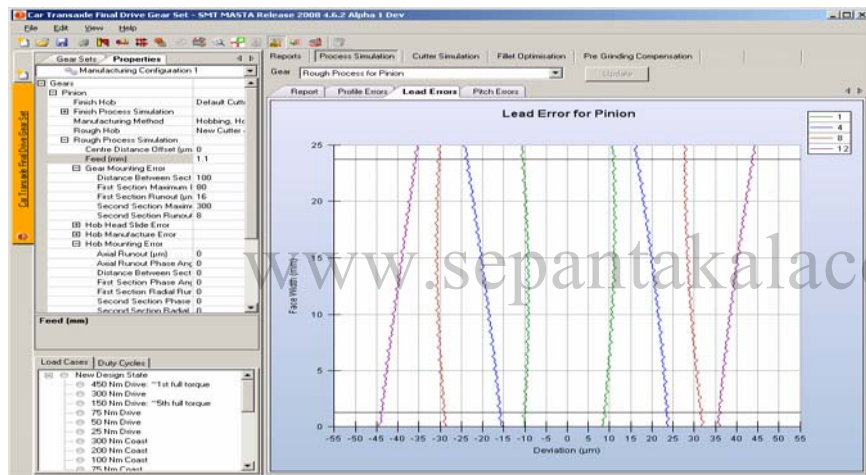 Car Transaxle Final Drive Gear Set - SMT MASTA Release 2008 4.6.2 Alpha 1 Dev
File Edit View Help
Gear Sets Properties
Manufacturing Configuration 1
Gears
Pinion
Finish Hob Default Cutt
Finish Process Simulation
Manufacturing Method Hobbing, Ho
Rough Hob New Cutter -
Rough Process Simulation
Centre Distance Offset (µm 0
Feed (mm) 1.1
Gear Mounting Error
Distance Between Sect 100
First Section Maximum 80
First Section Runout (µn 16
Second Section Maxim 300
Second Section Runout 8
Hob Head Slide Error
Hob Manufacture Error
Hob Mounting Error
Axial Runout (µm) 0
Axial Runout Phase Ang 0
Distance Between Sect 0
First Section Phase Ang 0
First Section Radial Rur 0
Second Section Phase 0
Second Section Radial 0
Feed (mm)
Load Cases Duty Cycles
New Design State
450 Nm Drive: ~1st full torque
300 Nm Drive
150 Nm Drive: ~5th full torque
75 Nm Drive
50 Nm Drive
25 Nm Drive
300 Nm Coast
200 Nm Coast
100 Nm Coast
75 Nm Coast
Car Transaxle Final Drive Gear Set
Reports Process Simulation Cutter Simulation Fillet Optimisation Pre Grinding Compensation
Gear Rough Process for Pinion Update
Report Profile Errors Lead Errors Pitch Errors
Lead Error for Pinion
1
4
8
12
25
20
15
10
5
0
Face Width (mm)
-55 -50 -45 -40 -35 -30 -25 -20 -15 -10 -5 0 5 10 15 20 25 30 35 40 45 50 55
Deviation (µm)
www.sepantakalac